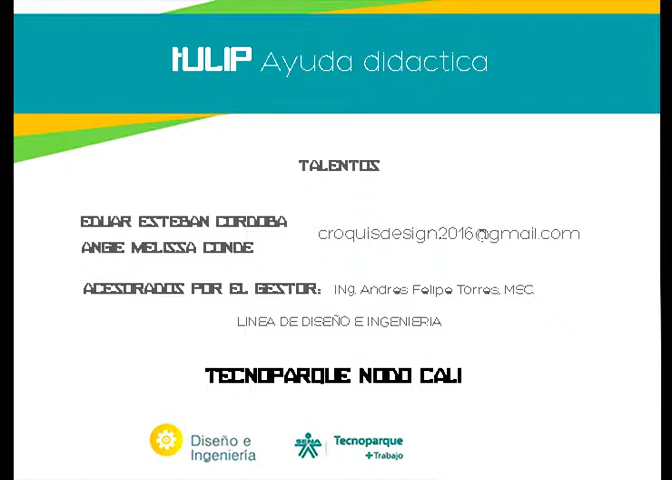 tULIP Ayuda didactica
TALENTOS
EDUAR ESTEBAN CORDOBA
ANGIE MELISSA CONDE
croquisdesign2016@gmail.com
ACESORADOS POR EL GESTOR: ING. Andres Felipe Torres, MSC.
LINEA DE DISEÑO E INGENIERIA
TECNOPARQUE NODO CALI
Diseño e
Ingeniería
SENA
Tecnoparque
+Trabajo